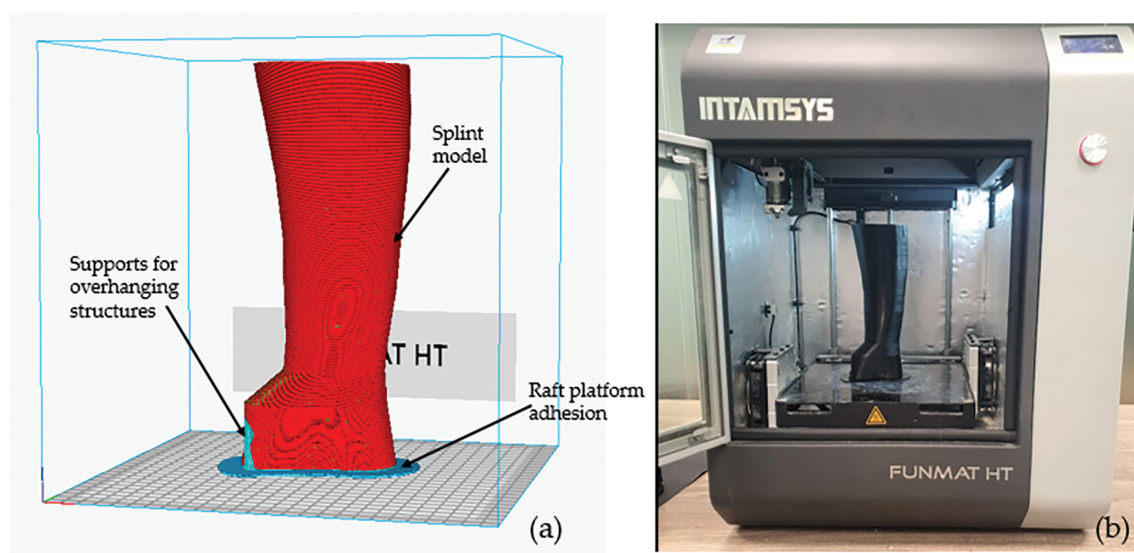 Splint
model
Supports for
overhanging
structures
AT HT
Raft platform
adhesion
(a)
INTAMSYS
FUNMAT HT
(b)